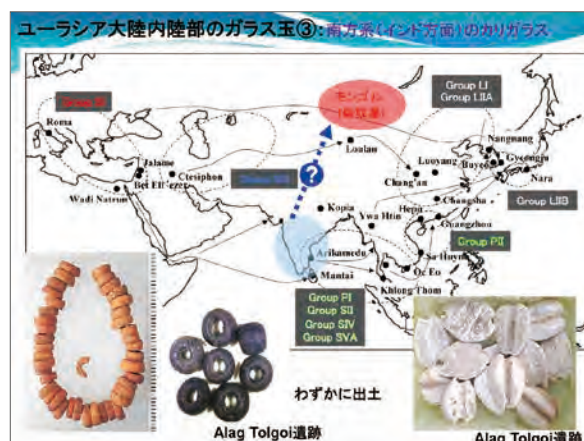 ユーラシア大陸内陸部のガラス玉③:南方系(インド方面)のカリガラス
モンゴル
Group LI
Group LIIA
Roma
Jalame
Bet Eli'ezer
Ctesiphon
Wadi Natrun
Loulan
Luoyang
Chang'an
Nangnang
Buyeo
Gyeongju
Nara
Group LIIB
?
Kopia
Ywa Htin
Hepu
Changsha
Guangzhou
Group PII
Arikamedu
Mantai
Sa Huynh
Oc Eo
Khlong Thom
Group PI
Group SII
Group SIV
Group SVA
わずかに出土
Alag Tolgoi遺跡
Alag Tolgoi遺跡